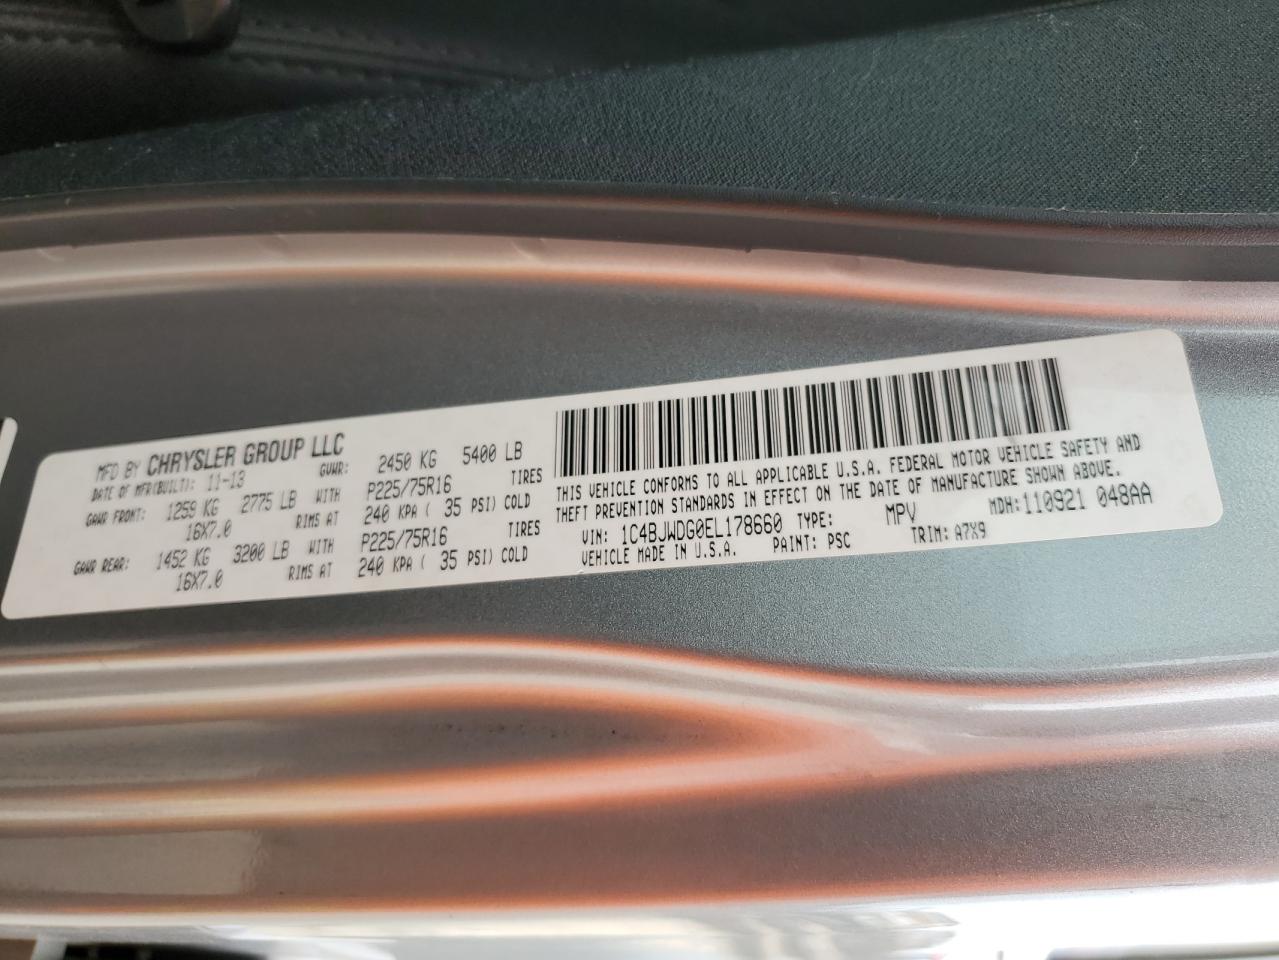 MFD BY CHRYSLER GROUP LLC
DATE OF MFR(BUILT): 11-13 GVWR: 2450 KG 5400 LB
GAWR FRONT: 1259 KG 2775 LB WITH P225/75R16 TIRES
16X7.0 RIMS AT 240 KPA ( 35 PSI) COLD
GAWR REAR: 1452 KG 3200 LB WITH P225/75R16 TIRES
16X7.0 RIMS AT 240 KPA ( 35 PSI) COLD
THIS VEHICLE CONFORMS TO ALL APPLICABLE U.S.A. FEDERAL MOTOR VEHICLE SAFETY AND
THEFT PREVENTION STANDARDS IN EFFECT ON THE DATE OF MANUFACTURE SHOWN ABOVE.
VIN: 1C4BJWDG0EL178660 TYPE: MPV MDH:110921 048AA
VEHICLE MADE IN U.S.A. PAINT: PSC TRIM: A7X9